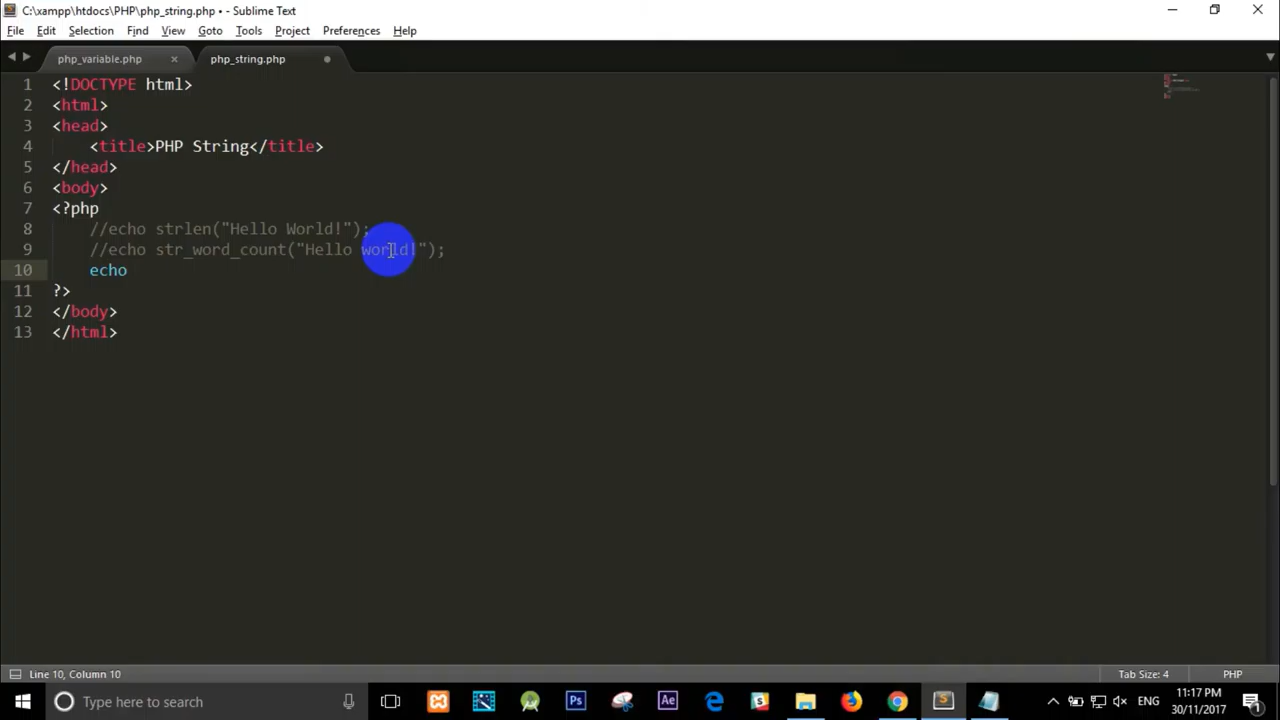 C:\xampp\htdocs\PHP\php_string.php • - Sublime Text
File Edit Selection Find View Goto Tools Project Preferences Help
php_variable.php × php_string.php
1 <!DOCTYPE html>
2 <html>
3 <head>
4 <title>PHP String</title>
5 </head>
6 <body>
7 <?php
8 //echo strlen("Hello World!");
9 //echo str_word_count("Hello world!");
10 echo
11 ?>
12 </body>
13 </html>
Line 10, Column 10 Tab Size: 4 PHP
Type here to search Ps Ae ENG 11:17 PM
30/11/2017